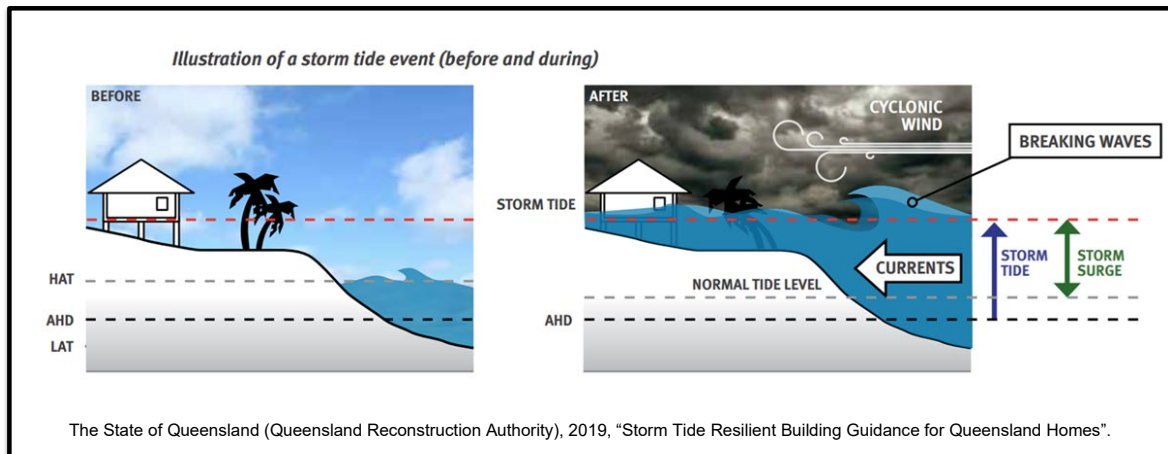 Illustration of a storm tide event (before and during)
BEFORE
HAT
AHD
LAT
STORM TIDE
AFTER
CYCLONIC
WIND
BREAKING WAVES
CURRENTS
NORMAL TIDE LEVEL
AHD
STORM
TIDE
STORM
SURGE
The State of Queensland (Queensland Reconstruction Authority), 2019, “Storm Tide Resilient Building Guidance for Queensland Homes”.